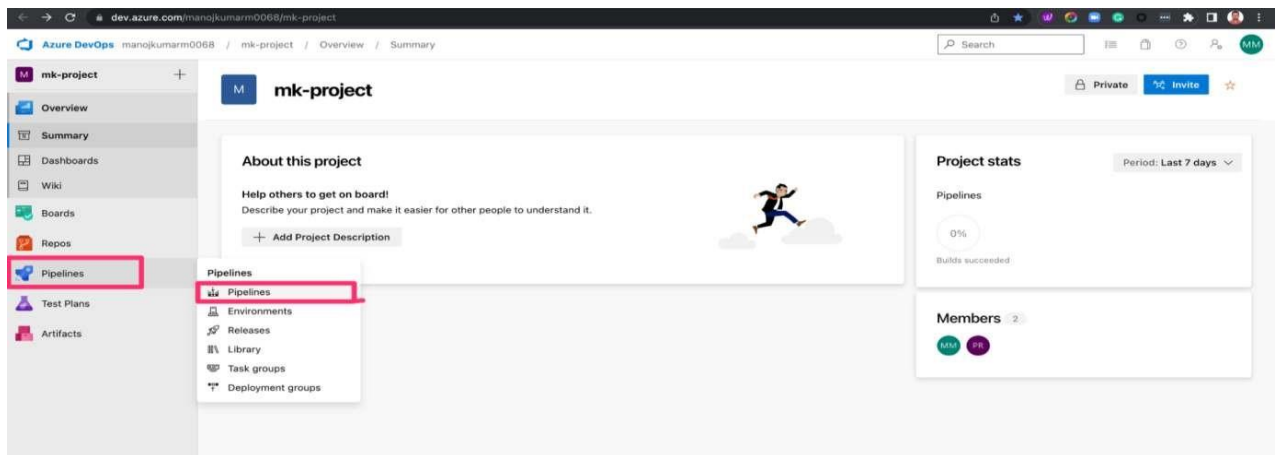 dev.azure.com/manojkumarm0068/mk-project
Azure DevOps manojkumarm0068 / mk-project / Overview / Summary
Search
MM
M mk-project +
Overview
Summary
Dashboards
Wiki
Boards
Repos
Pipelines
Test Plans
Artifacts
M mk-project
Private
Invite
About this project
Help others to get on board!
Describe your project and make it easier for other people to understand it.
+ Add Project Description
Pipelines
Pipelines
Environments
Releases
Library
Task groups
Deployment groups
Project stats
Period: Last 7 days
Pipelines
0%
Builds succeeded
Members 2
MM PR